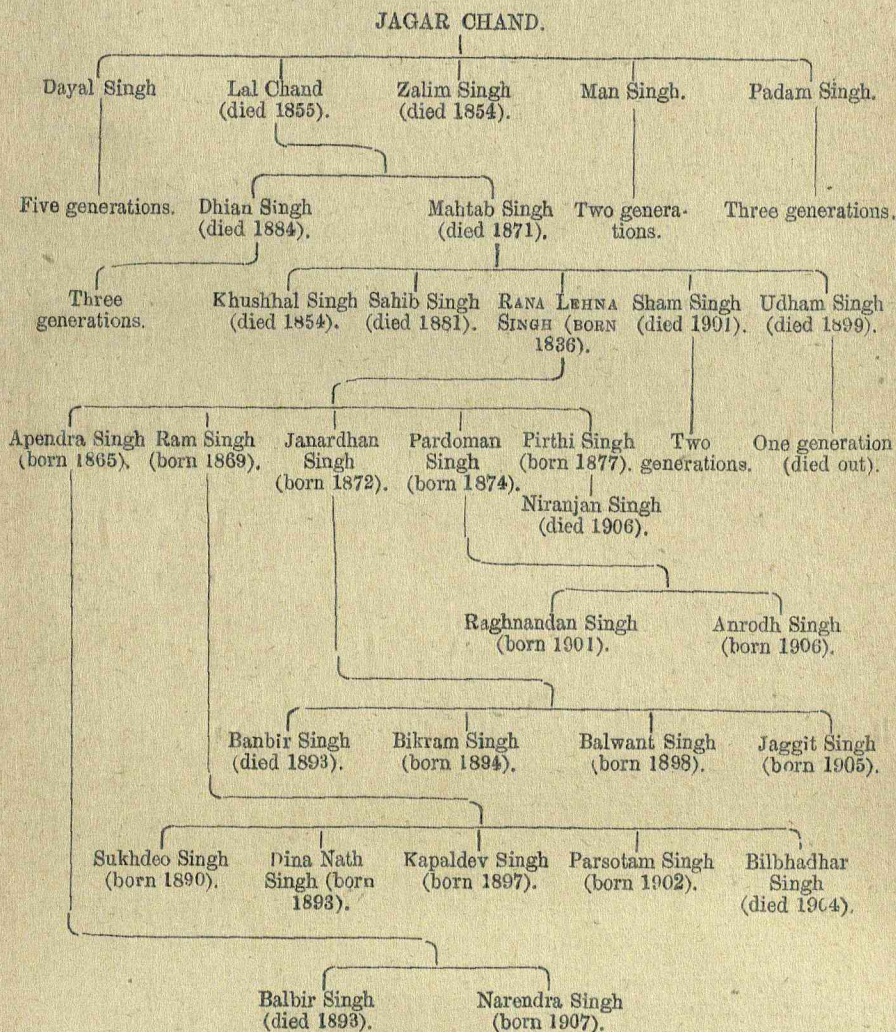 JAGAR CHAND.
Dayal Singh
Lal Chand
(died 1855).
Zalim Singh
(died 1854).
Man Singh.
Padam Singh.
Five generations.
Dhian Singh
(died 1884).
Mahtab Singh
(died 1871).
Two genera-
tions.
Three generations.
Three
generations.
Khushhal Singh
(died 1854).
Sahib Singh
(died 1881).
RANA LEHNA
SINGH (BORN
1836).
Sham Singh
(died 1901).
Udham Singh
(died 1899).
Apendra Singh
(born 1865).
Ram Singh
(born 1869).
Janardhan
Singh
(born 1872).
Pardoman
Singh
(born 1874).
Pirthi Singh
(born 1877).
Two
generations.
One generation
(died out).
Niranjan Singh
(died 1906).
Raghnandan Singh
(born 1901).
Anrodh Singh
(born 1906).
Banbir Singh
(died 1893).
Bikram Singh
(born 1894).
Balwant Singh
(born 1898).
Jaggit Singh
(born 1905).
Sukhdeo Singh
(born 1890).
Dina Nath
Singh (born
1893).
Kapaldev Singh
(born 1897).
Parsotam Singh
(born 1902).
Bilbhadhar
Singh
(died 1904).
Balbir Singh
(died 1893).
Narendra Singh
(born 1907).